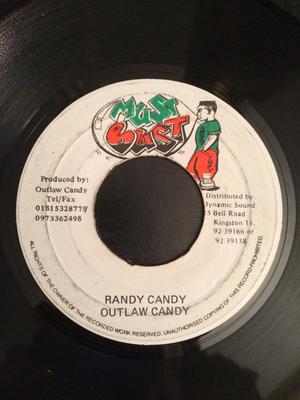 MUST
BUST
Produced by:
Outlaw Candy
Tel/Fax
01815328775
0973362498
Distributed by
Dynamic Sound
5 Bell Road
Kingston 11.
92-39166 or
92-39138
RANDY CANDY
OUTLAW CANDY
ALL RIGHTS OF THE OWNER OF THE RECORDED WORK RESERVED. UNAUTHORISED COPYING OF THIS RECORD PROHIBITED.